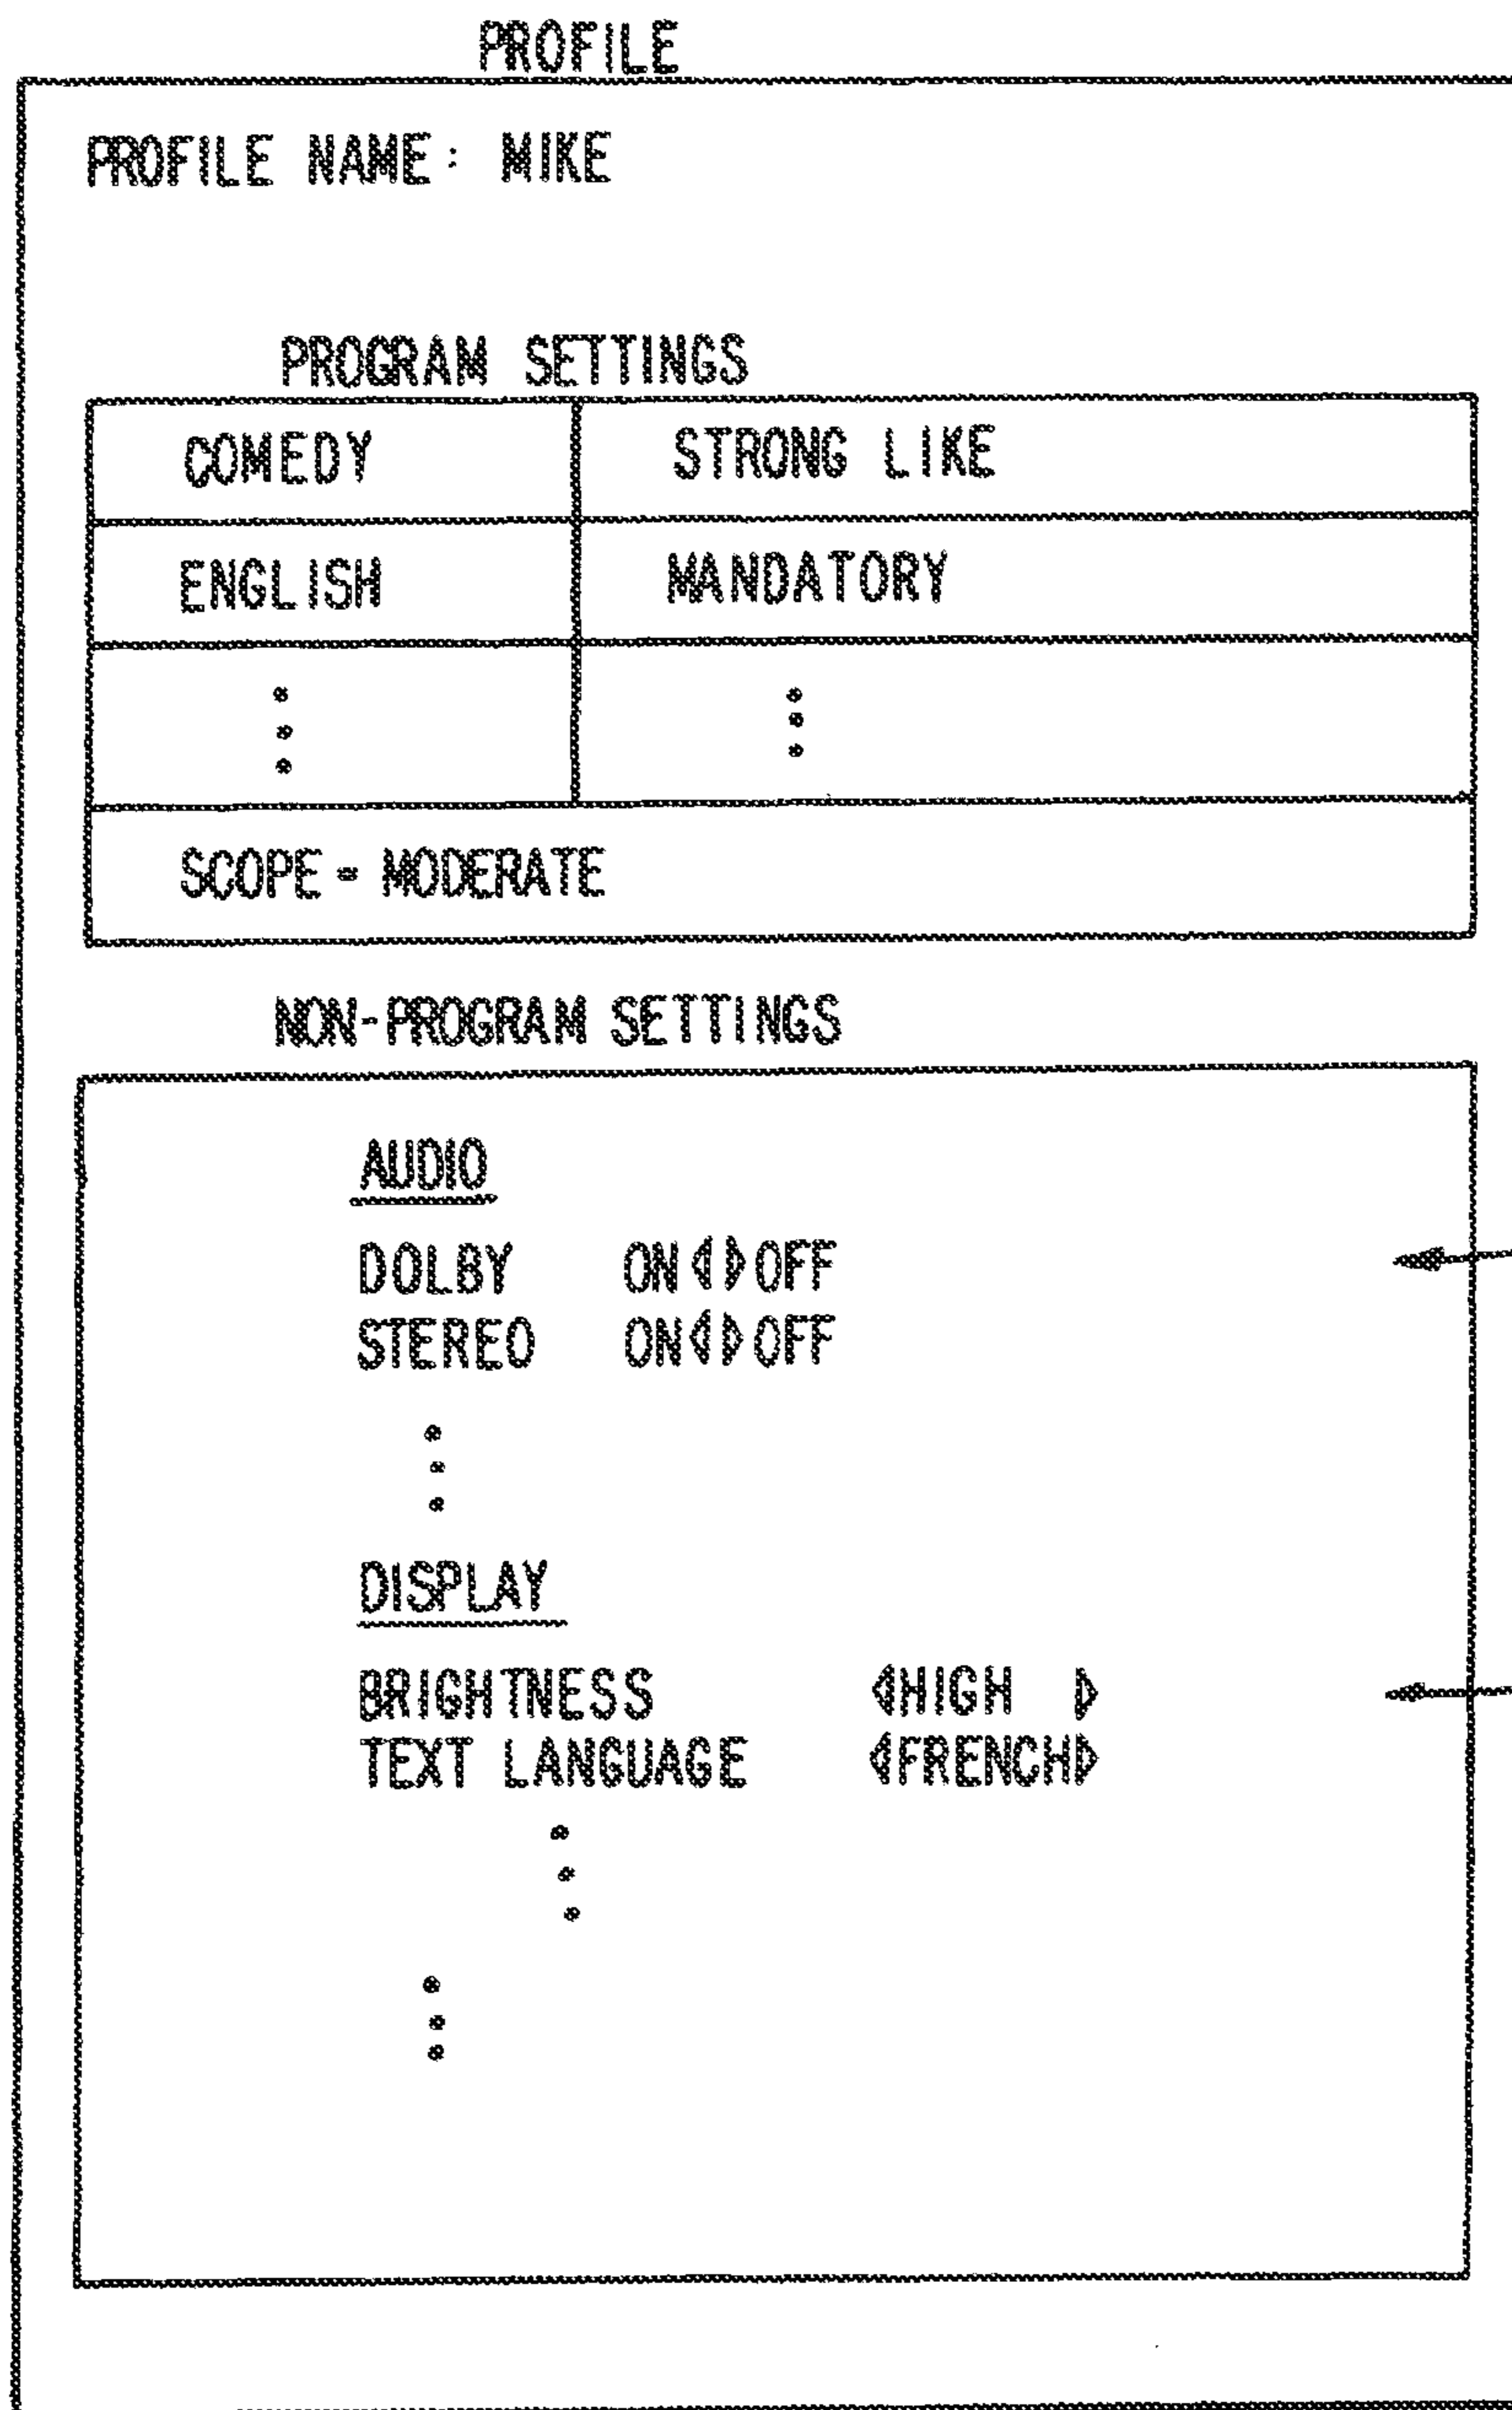 PROFILE
PROFILE NAME: MIKE
PROGRAM SETTINGS
COMEDY STRONG LIKE
ENGLISH MANDATORY
SCOPE = MODERATE
NON-PROGRAM SETTINGS
AUDIO
DOLBY ON◁▷OFF
STEREO ON◁▷OFF
DISPLAY
BRIGHTNESS ◁HIGH ▷
TEXT LANGUAGE ◁FRENCH▷